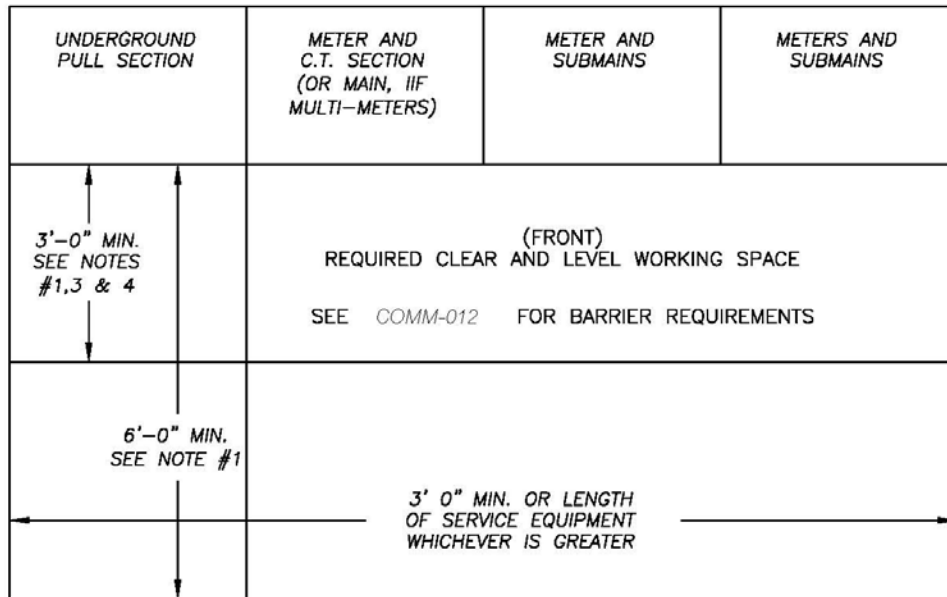 UNDERGROUND
PULL SECTION
METER AND
C.T. SECTION
(OR MAIN, IIF
MULTI-METERS)
METER AND
SUBMAINS
METERS AND
SUBMAINS
3'-0" MIN.
SEE NOTES
#1,3 & 4
(FRONT)
REQUIRED CLEAR AND LEVEL WORKING SPACE
SEE COMM-012 FOR BARRIER REQUIREMENTS
6'-0" MIN.
SEE NOTE #1
3' 0" MIN. OR LENGTH
OF SERVICE EQUIPMENT
WHICHEVER IS GREATER